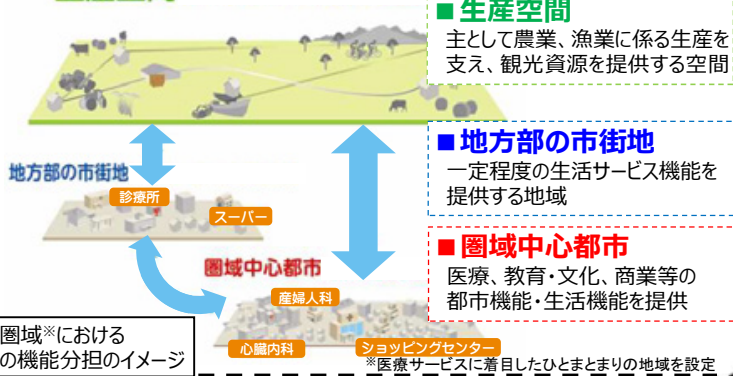 ■生産空間
主として農業、漁業に係る生産を
支え、観光資源を提供する空間
■地方部の市街地
一定程度の生活サービス機能を
提供する地域
■圏域中心都市
医療、教育・文化、商業等の
都市機能・生活機能を提供
地方部の市街地
診療所
スーパー
圏域中心都市
産婦人科
心臓内科
ショッピングセンター
圏域※における
の機能分担のイメージ
※医療サービスに着目したひとまとまりの地域を設定